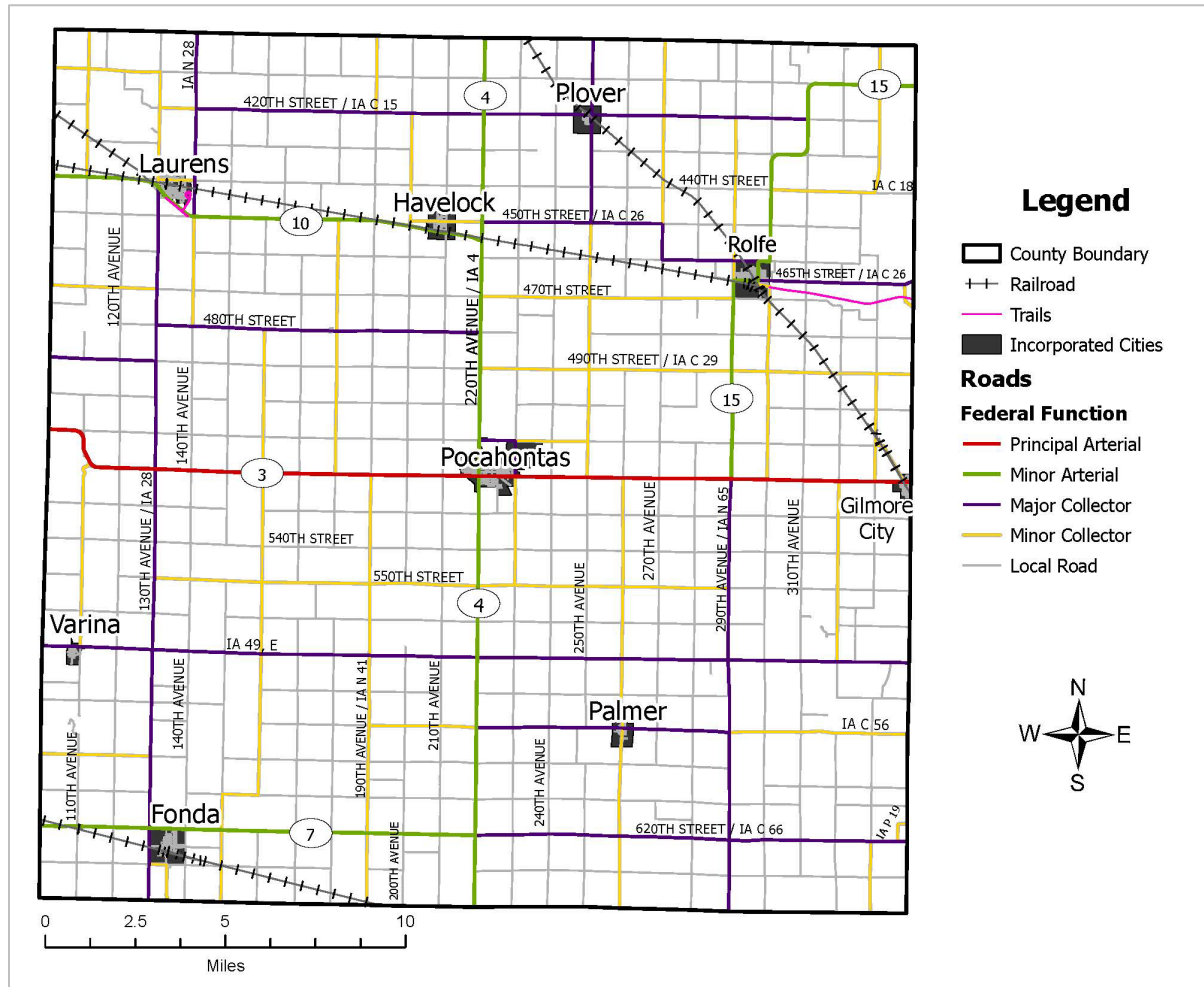 IA N 28
4
15
Plover
420TH STREET / IA C 15
Laurens
440TH STREET
IA C 18
Havelock
10
450TH STREET / IA C 26
Rolfe
120TH AVENUE
465TH STREET / IA C 26
470TH STREET
480TH STREET
220TH AVENUE / IA 4
490TH STREET / IA C 29
140TH AVENUE
15
Pocahontas
3
130TH AVENUE / IA 28
270TH AVENUE
290TH AVENUE / IA N 65
310TH AVENUE
Gilmore
City
540TH STREET
550TH STREET
4
250TH AVENUE
Varina
IA 49, E
140TH AVENUE
190TH AVENUE / IA N 41
210TH AVENUE
Palmer
IA C 56
110TH AVENUE
240TH AVENUE
Fonda
7
200TH AVENUE
620TH STREET / IA C 66
IA P 19
0
2.5
5
10
Miles
Legend
County Boundary
Railroad
Trails
Incorporated Cities
Roads
Federal Function
Principal Arterial
Minor Arterial
Major Collector
Minor Collector
Local Road
N
W
E
S